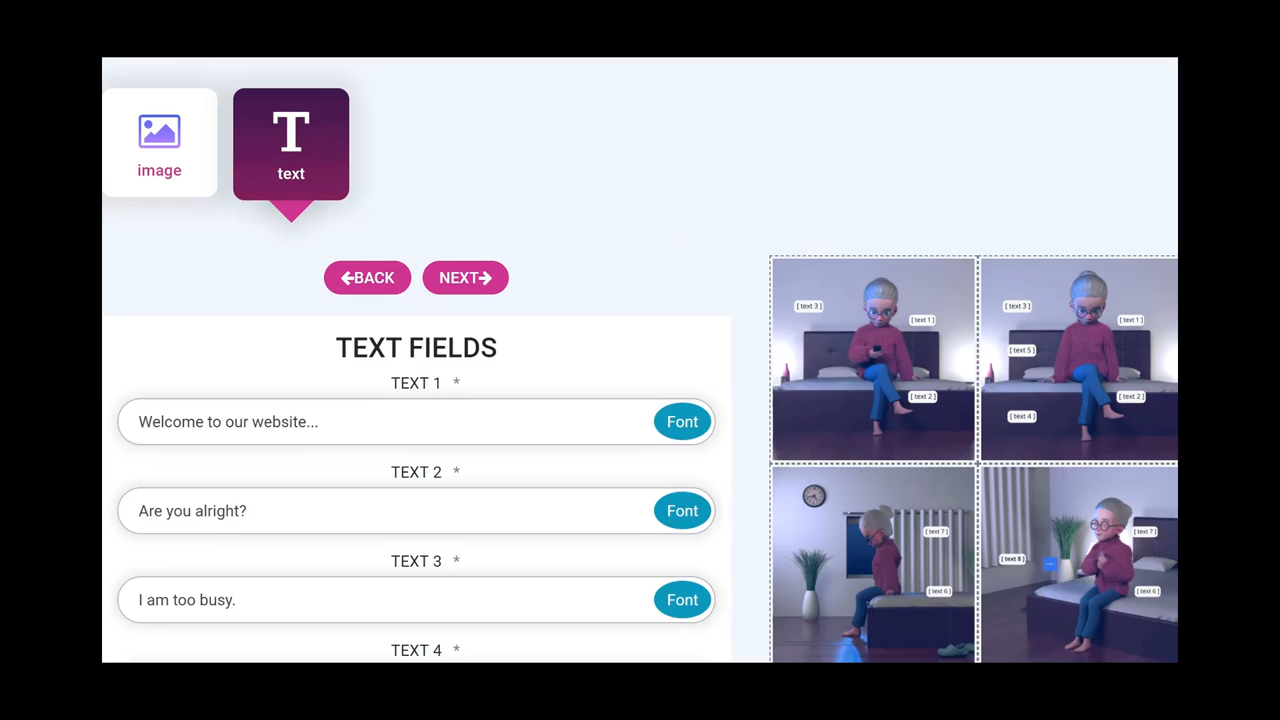 image
text
BACK
NEXT
TEXT FIELDS
TEXT 1 *
Welcome to our website...
Font
TEXT 2 *
Are you alright?
Font
TEXT 3 *
I am too busy.
Font
TEXT 4 *
[ text 3 ]
[ text 1 ]
[ text 2 ]
[ text 3 ]
[ text 1 ]
[ text 5 ]
[ text 2 ]
[ text 4 ]
[ text 7 ]
[ text 6 ]
[ text 7 ]
[ text 8 ]
[ text 6 ]